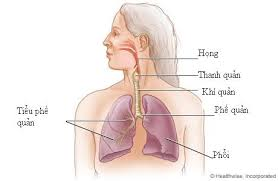 Họng
Thanh quản
Khí quản
Phế quản
Tiểu phế
quản
Phổi
© Healthwise, Incorporated